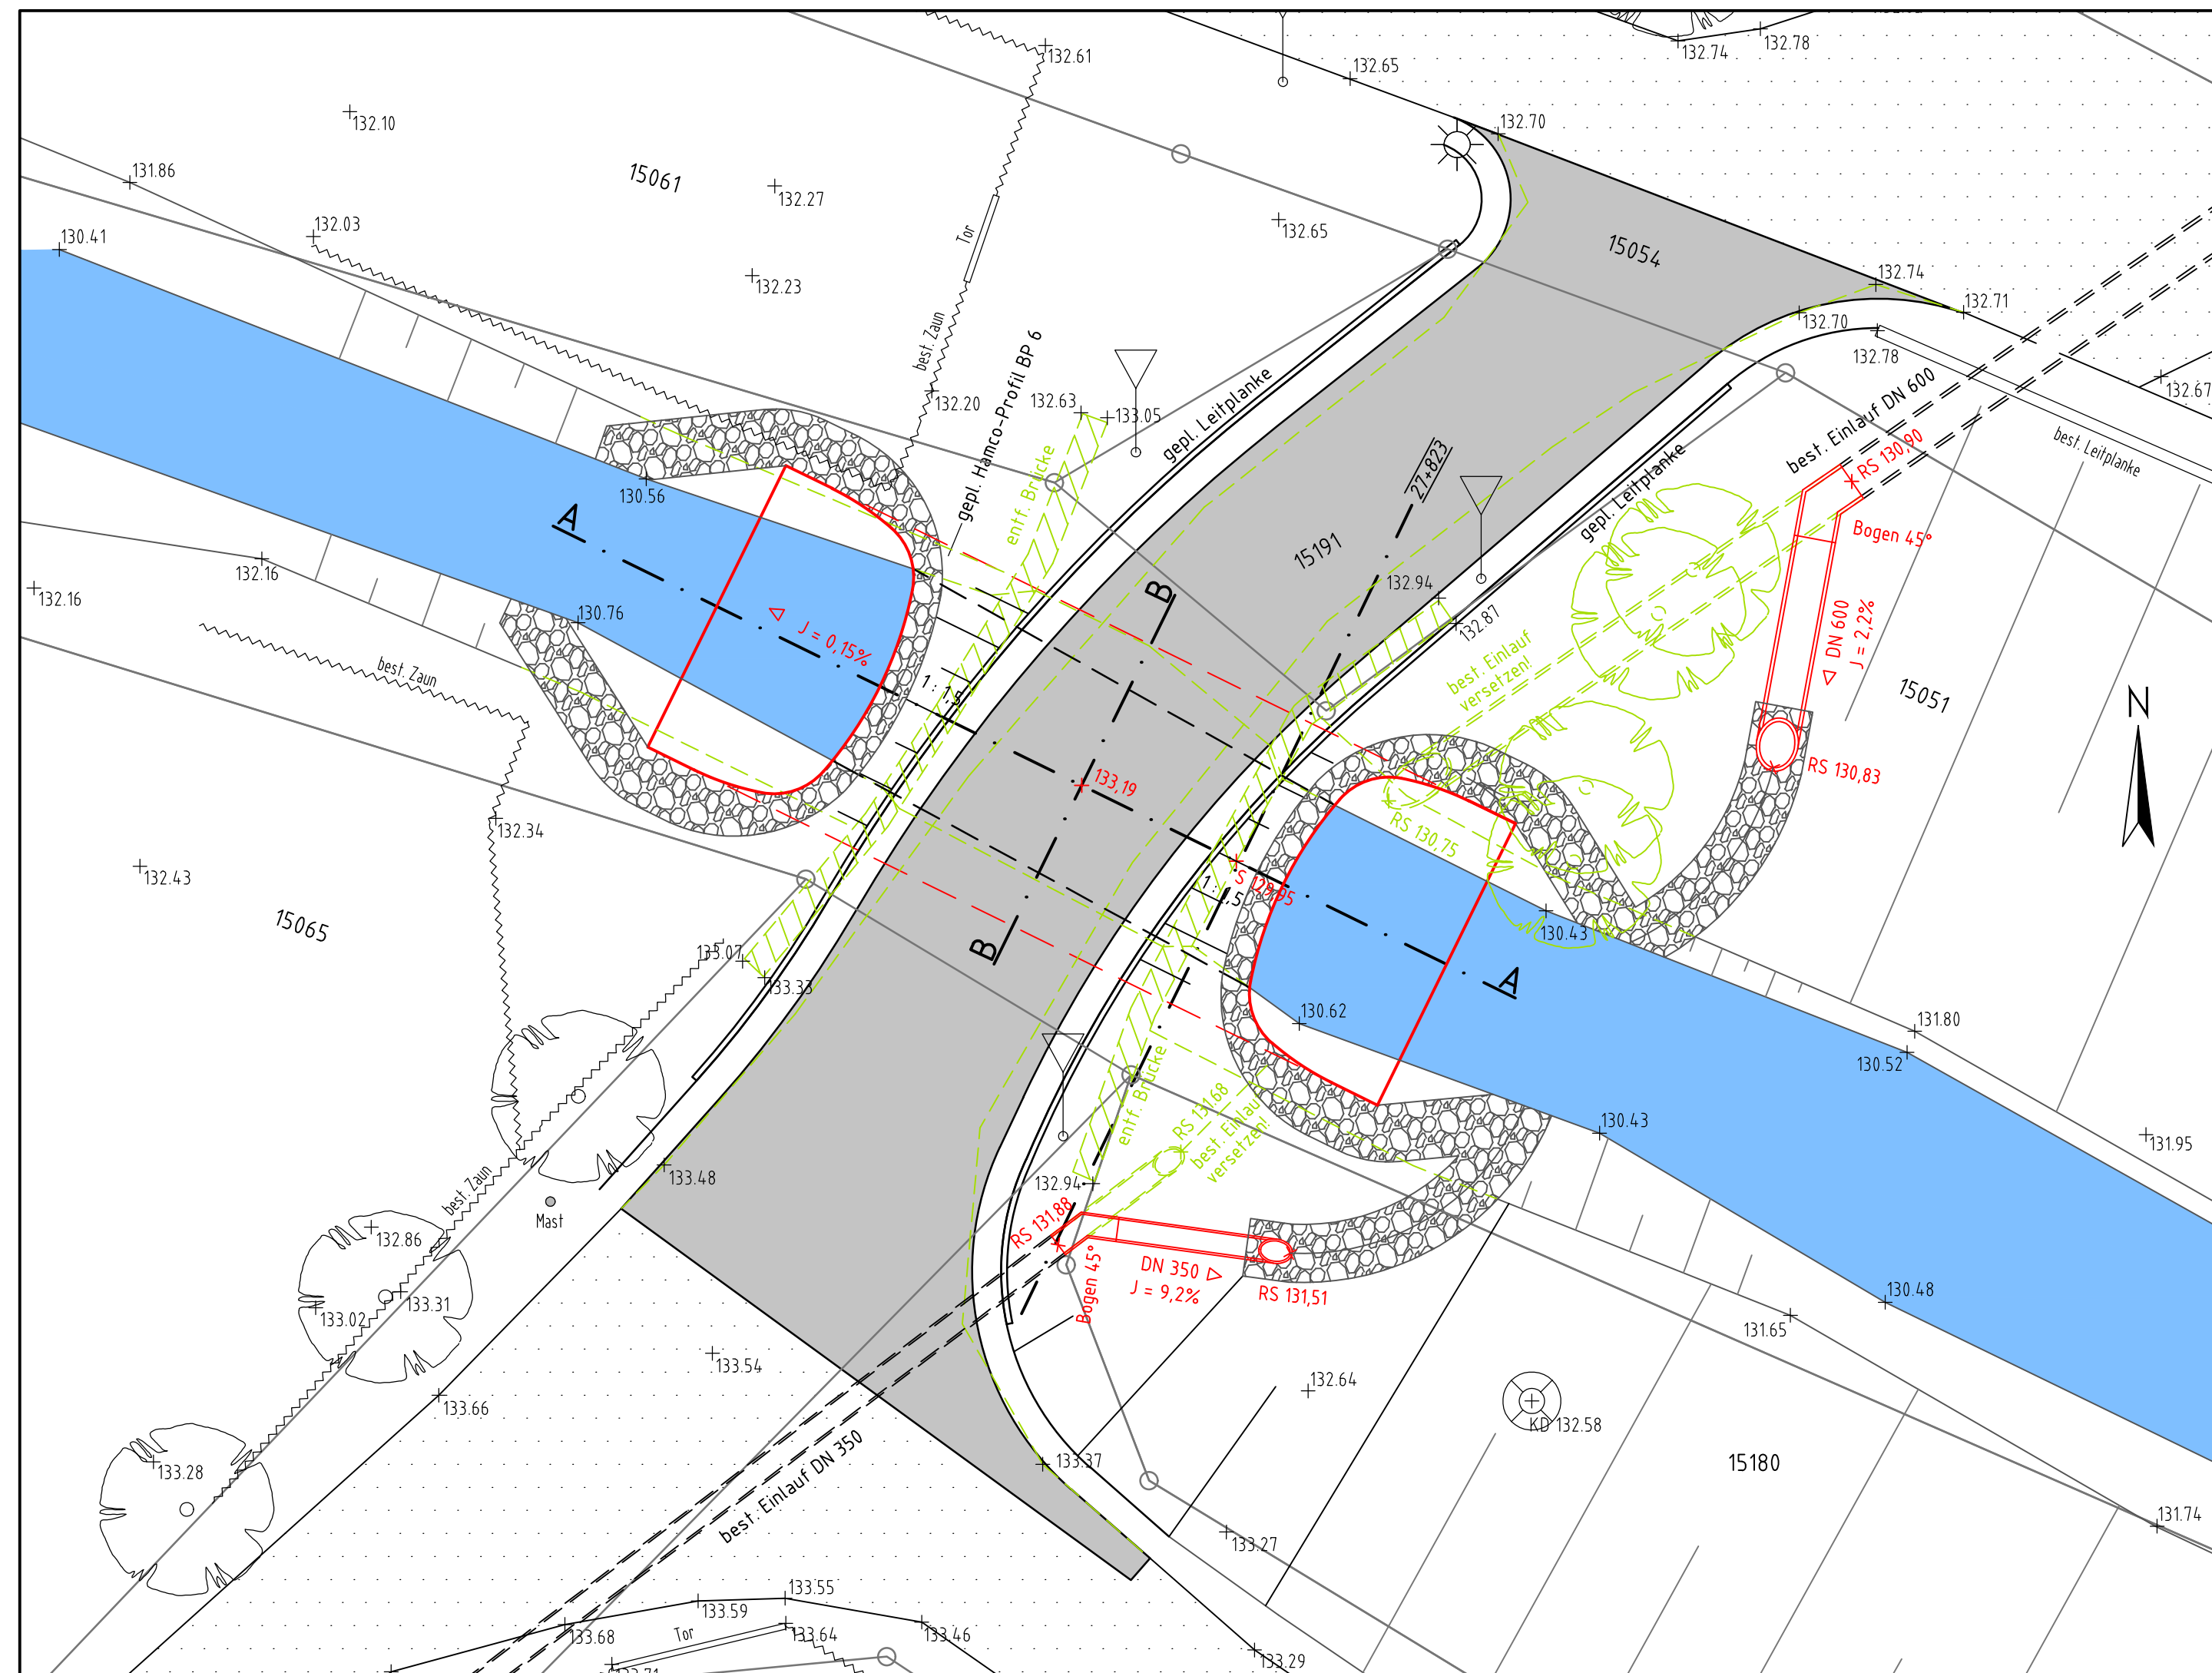 132.61
132.65
132.74
132.78
132.10
132.70
131.86
15061
132.27
132.03
132.65
15054
130.41
Tor
132.23
132.74
132.71
132.70
132.78
132.67
best. Zaun
gepl. Hamco-Profil BP 6
132.20
132.63
133.05
gepl. Leitplanke
best. Einlauf DN 600
RS 130,90
best. Leitplanke
entf. Brücke
27+823
gepl. Leitplanke
130.56
A
Bogen 45°
15191
132.16
132.16
130.76
J = 0,15%
B
132.94
132.87
DN 600
J = 2,2%
best. Einlauf
versetzen!
best. Zaun
1 : 1,5
15051
N
133,19
RS 130,83
132.34
RS 130,75
132.43
S 129,95
1 : 1,5
15065
133.07
B
133.33
130.43
A
130.62
131.80
130.52
entf. Brücke
RS 131.68
best. Einlauf
versetzen!
130.43
131.95
133.48
132.94
best. Zaun
Mast
RS 131,88
132.86
Bogen 45°
DN 350
J = 9,2%
RS 131,51
133.02
133.31
130.48
131.65
133.54
132.64
133.66
KD 132.58
best. Einlauf DN 350
133.37
15180
133.28
133.27
131.74
133.55
133.59
133.68
Tor
133.64
133.46
133.71
133.29